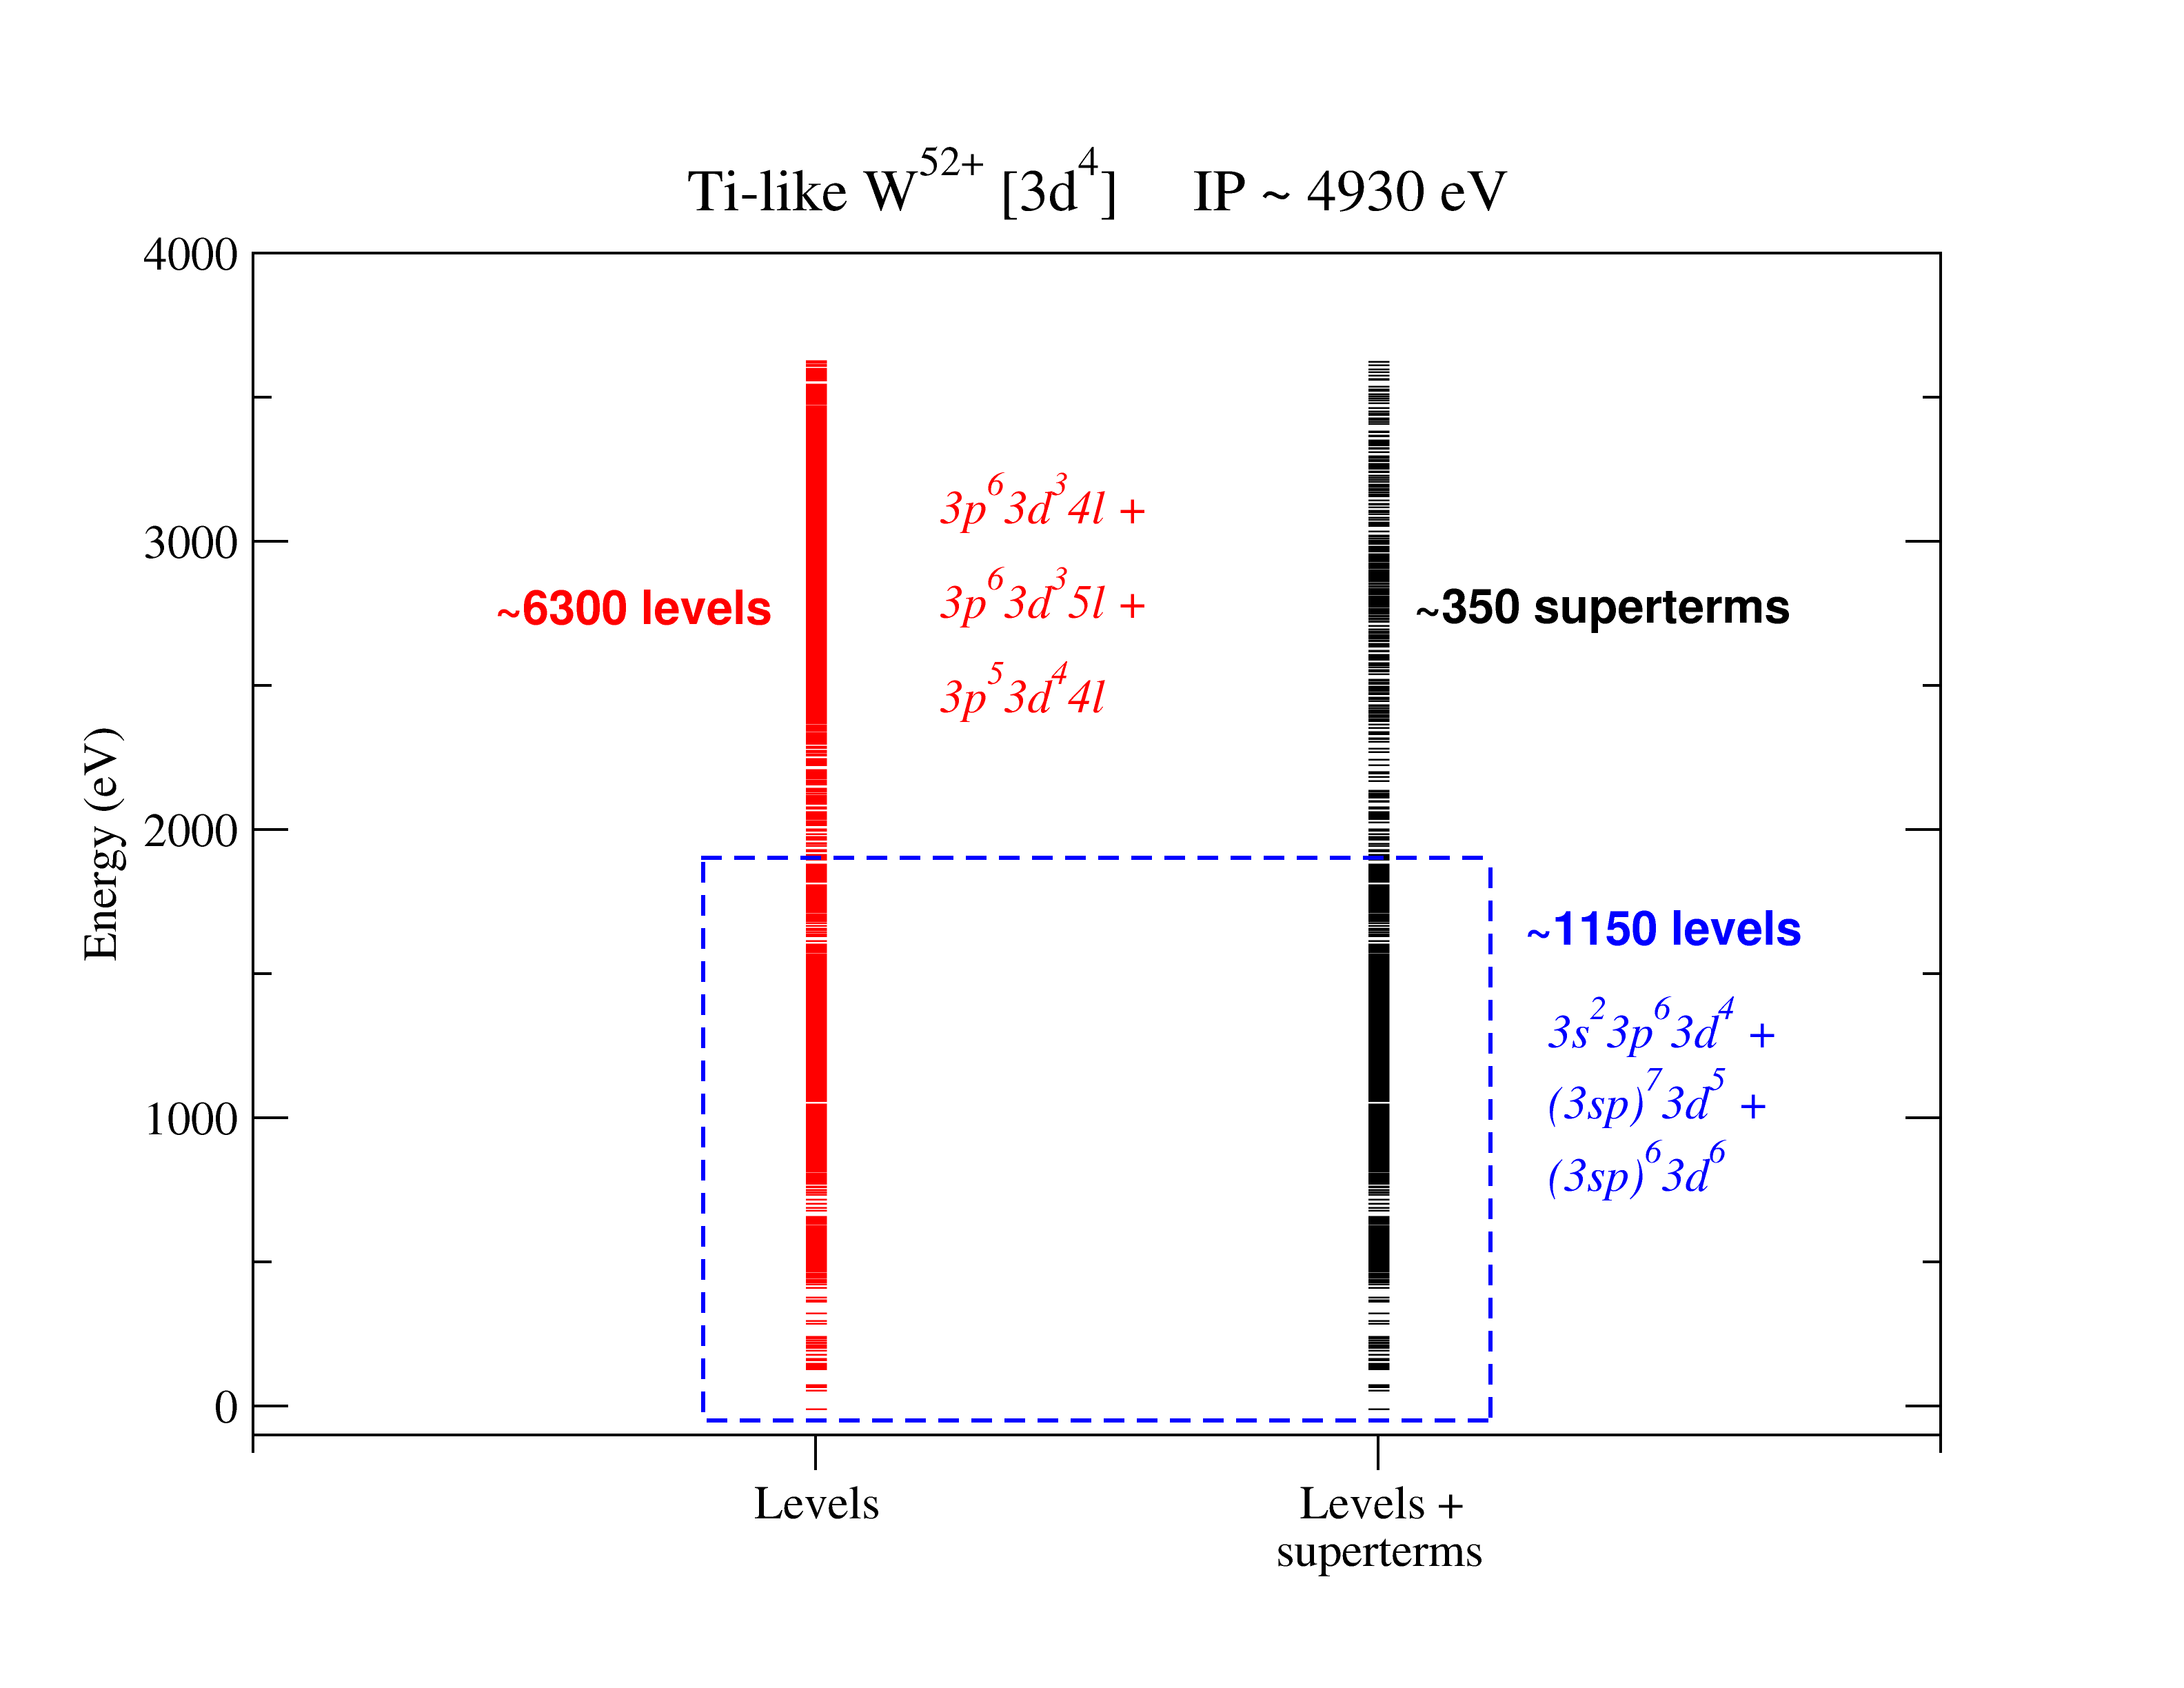 Ti-like W52+ [3d4] IP ~ 4930 eV
4000
3000
2000
1000
0
Energy (eV)
~6300 levels
3p63d34l +
3p63d35l +
3p53d44l
~350 superterms
~1150 levels
3s23p63d4 +
(3sp)73d5 +
(3sp)63d6
Levels
Levels +
superterms